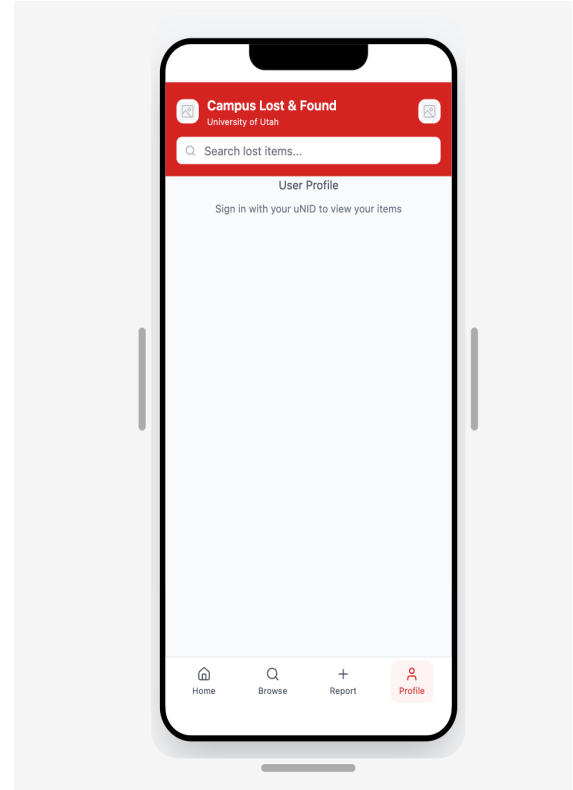 Campus Lost & Found
University of Utah
Search lost items...
User Profile
Sign in with your uNID to view your items
Home
Browse
Report
Profile